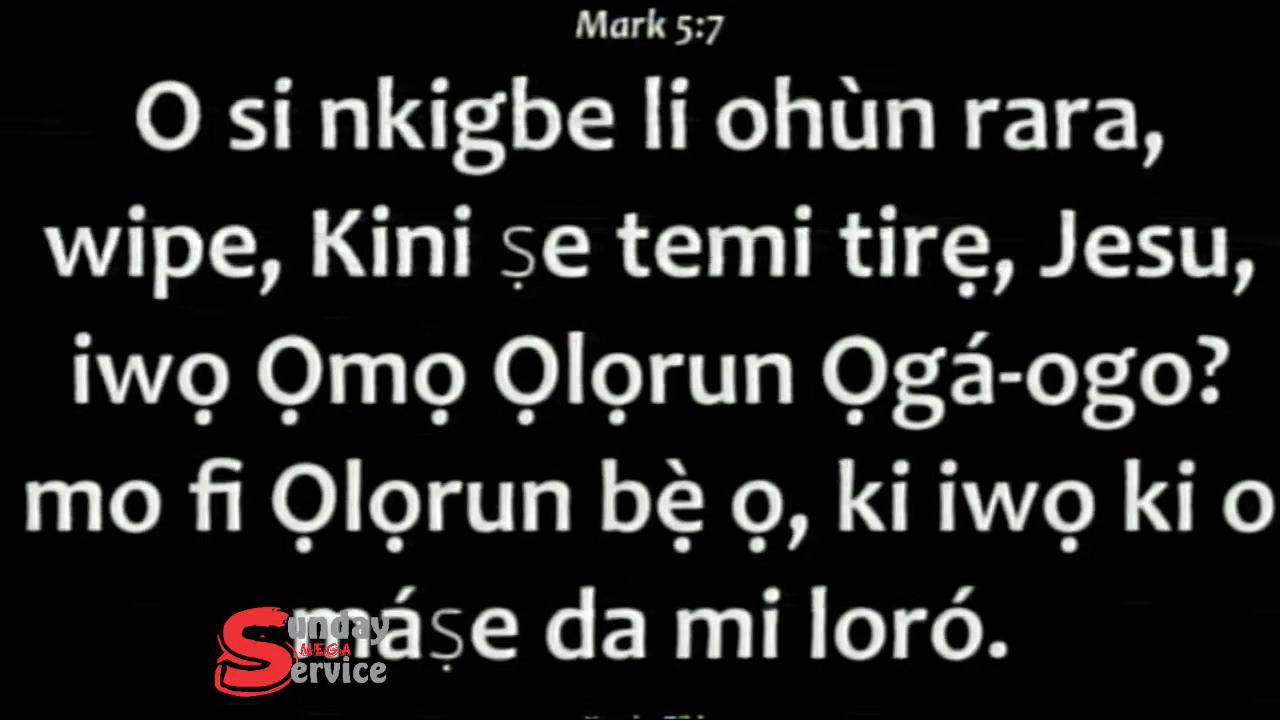 Mark 5:7
O si nkigbe li ohùn rara,
wipe, Kini ṣe temi tirẹ, Jesu,
iwọ Ọmọ Ọlọrun Ọgá-ogo?
mo fi Ọlọrun bẹ̀ ọ, ki iwọ ki o
máṣe da mi loró.
Sunday
MEGA
Service